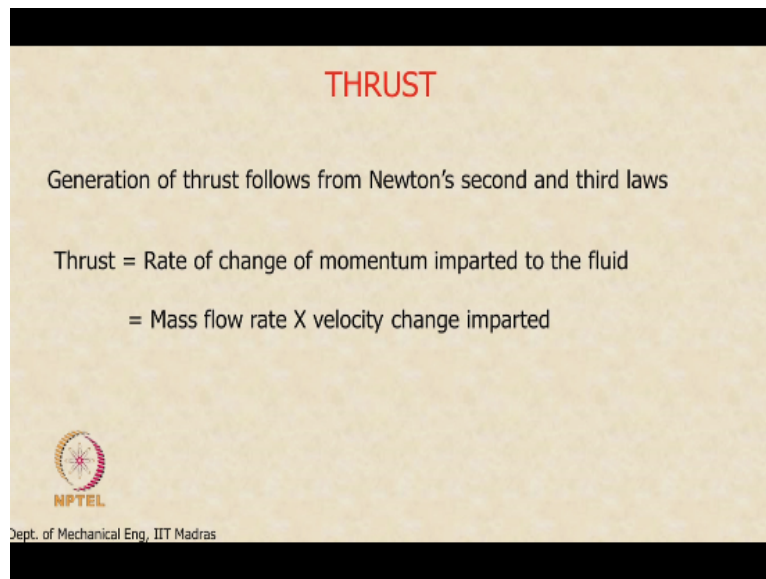 THRUST
Generation of thrust follows from Newton's second and third laws
Thrust = Rate of change of momentum imparted to the fluid
= Mass flow rate X velocity change imparted
NPTEL
Dept. of Mechanical Eng, IIT Madras